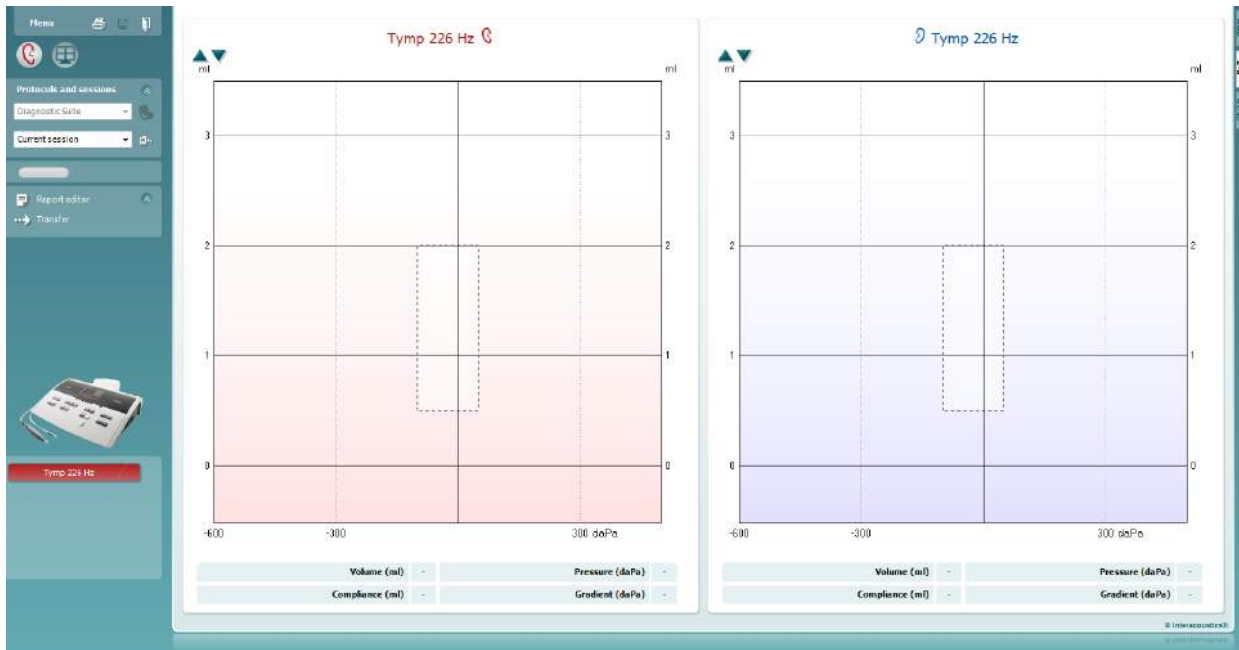 Menu
Protocols and sessions
Diagnostic Suite
Current session
Report editor
Transfer
Tymp 226 Hz
Tymp 226 Hz
ml
ml
3
3
2
2
1
1
0
0
-600
-300
300 daPa
Volume (ml) -
Pressure (daPa) -
Compliance (ml) -
Gradient (daPa) -
Tymp 226 Hz
ml
ml
3
3
2
2
1
1
0
0
-600
-300
300 daPa
Volume (ml) -
Pressure (daPa) -
Compliance (ml) -
Gradient (daPa) -
Interacoustics®